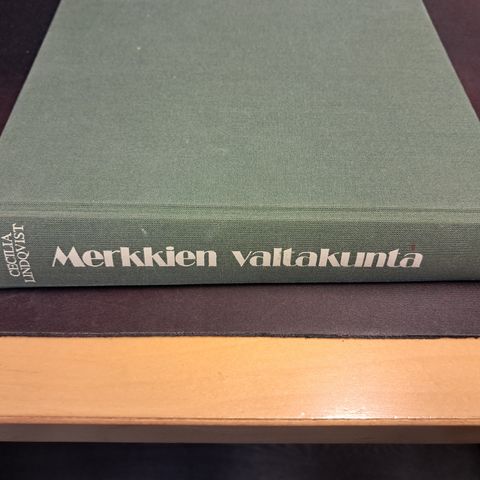 CECILIA
LINDQVIST
Merkkien valtakunta